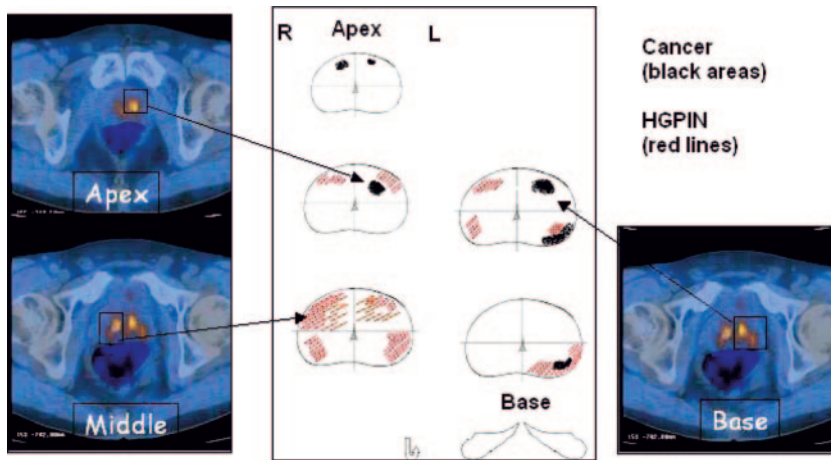 R
Apex
L
Cancer
(black areas)
HGPIN
(red lines)
Apex
Middle
Base
Base